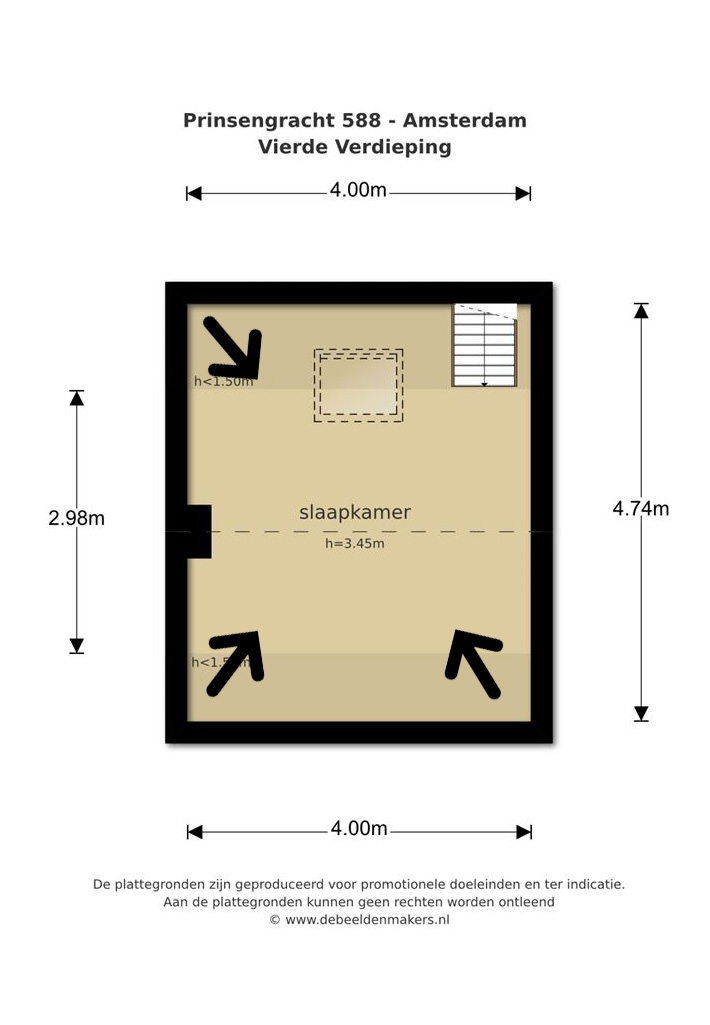 Prinsengracht 588 - Amsterdam
Vierde Verdieping
4.00m
h<1.50m
2.98m
slaapkamer
4.74m
h=3.45m
4.00m
De plattegronden zijn geproduceerd voor promotionele doeleinden en ter indicatie.
Aan de plattegronden kunnen geen rechten worden ontleend
© www.debeeldenmakers.nl